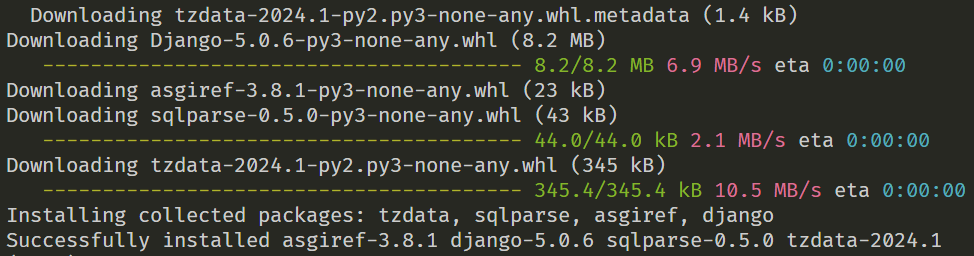 Downloading tzdata-2024.1-py2.py3-none-any.whl.metadata (1.4 kB)
Downloading Django-5.0.6-py3-none-any.whl (8.2 MB)
---------------------------------------- 8.2/8.2 MB 6.9 MB/s eta 0:00:00
Downloading asgiref-3.8.1-py3-none-any.whl (23 kB)
Downloading sqlparse-0.5.0-py3-none-any.whl (43 kB)
---------------------------------------- 44.0/44.0 kB 2.1 MB/s eta 0:00:00
Downloading tzdata-2024.1-py2.py3-none-any.whl (345 kB)
---------------------------------------- 345.4/345.4 kB 10.5 MB/s eta 0:00:00
Installing collected packages: tzdata, sqlparse, asgiref, django
Successfully installed asgiref-3.8.1 django-5.0.6 sqlparse-0.5.0 tzdata-2024.1